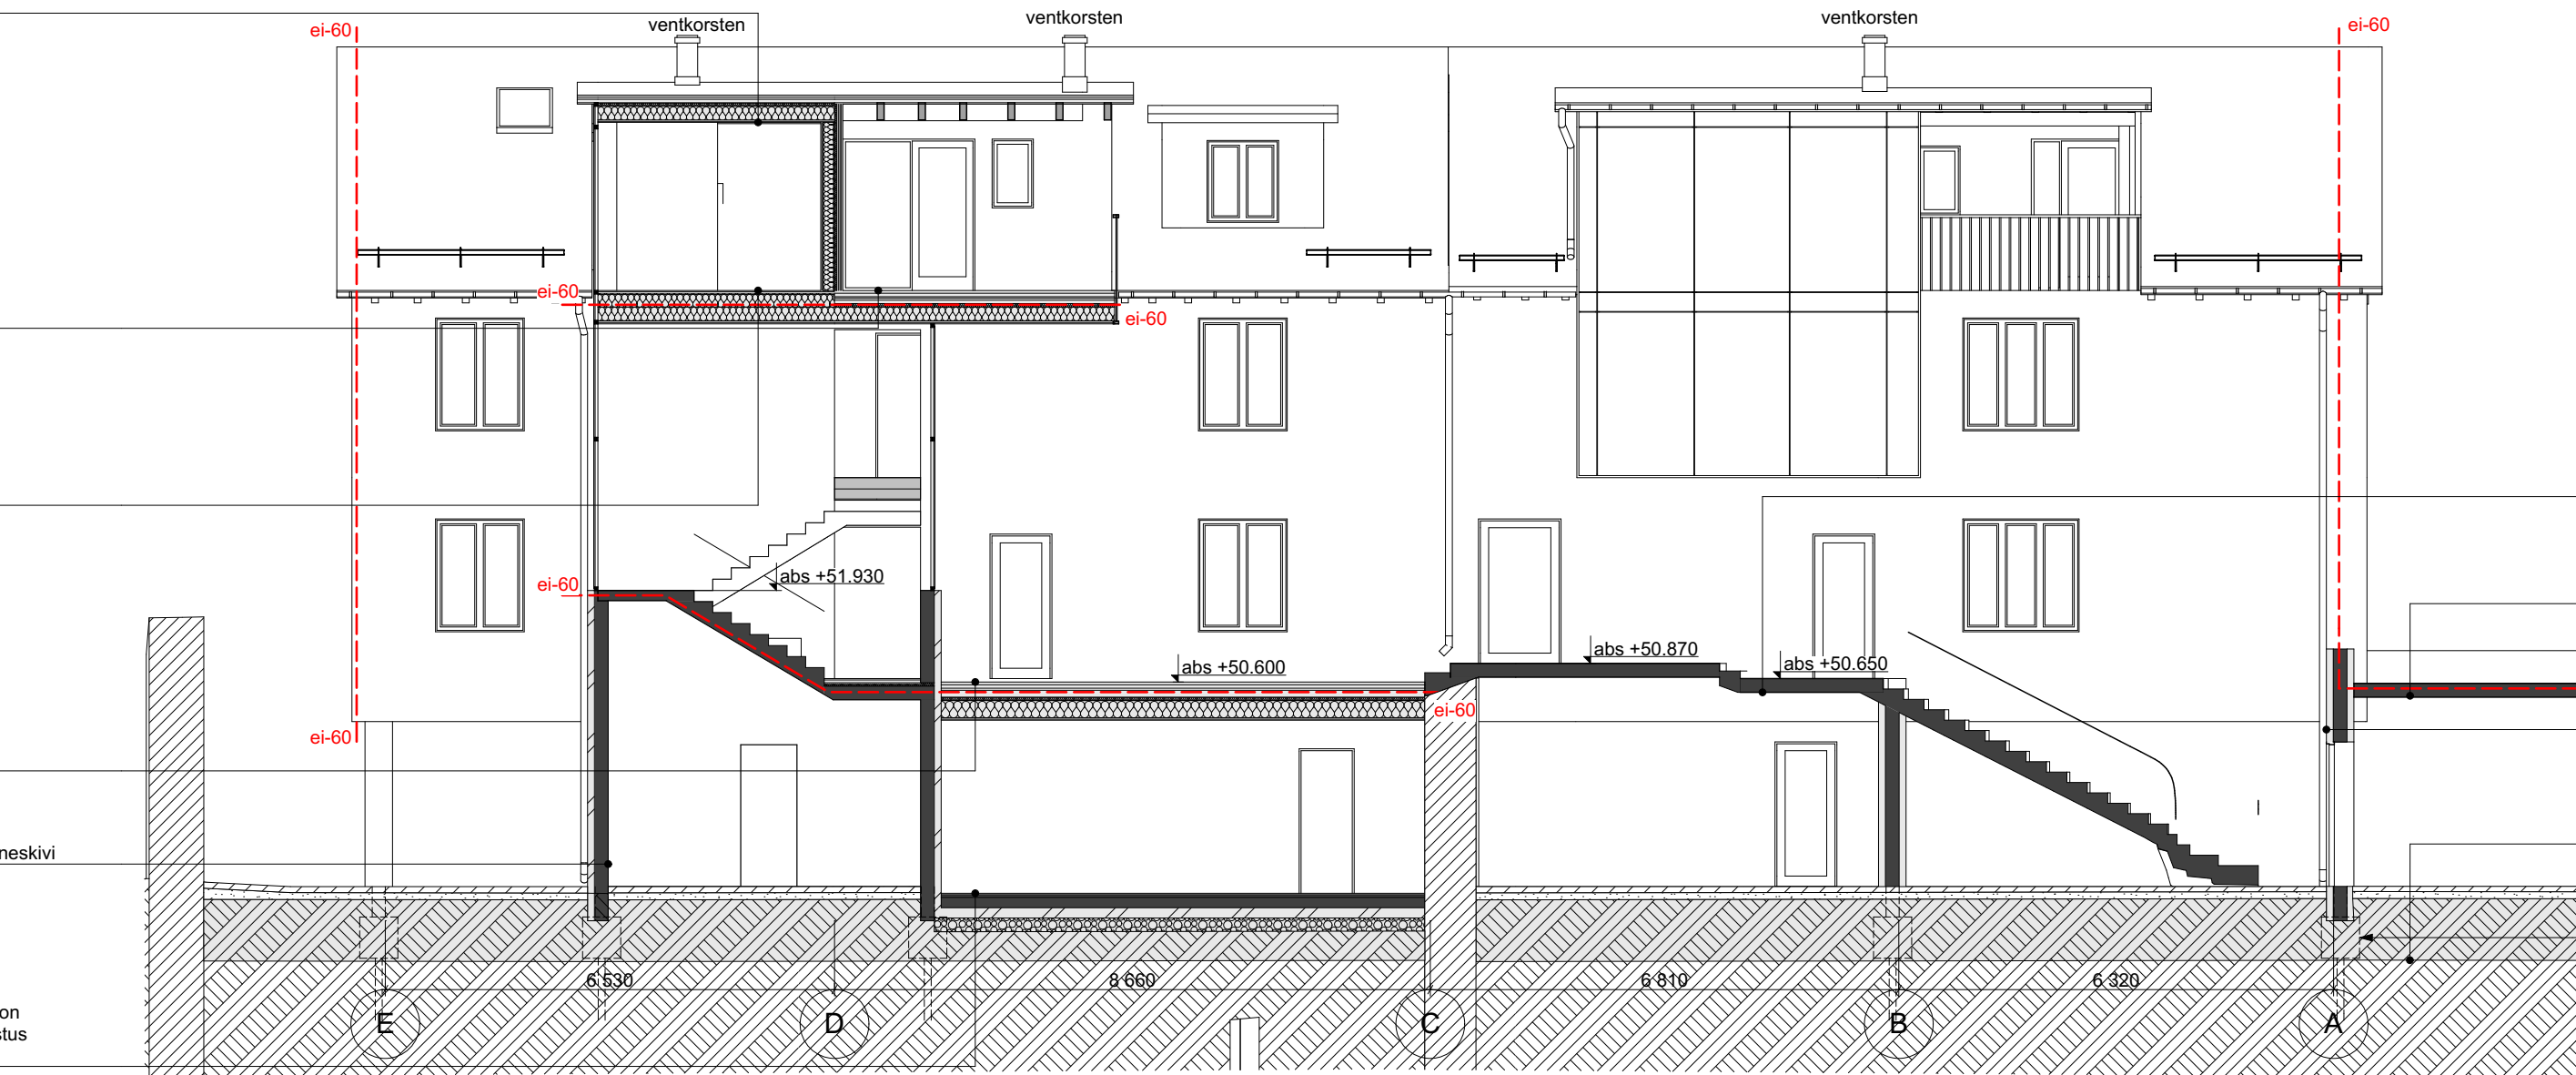 ventkorsten
ventkorsten
ventkorsten
ei-60
ei-60
ei-60
ei-60
ei-60
abs +51.930
abs +50.600
abs +50.870
abs +50.650
ei-60
ei-60
neskivi
6 530
8 660
6 810
6 320
on
stus
E
D
C
B
A